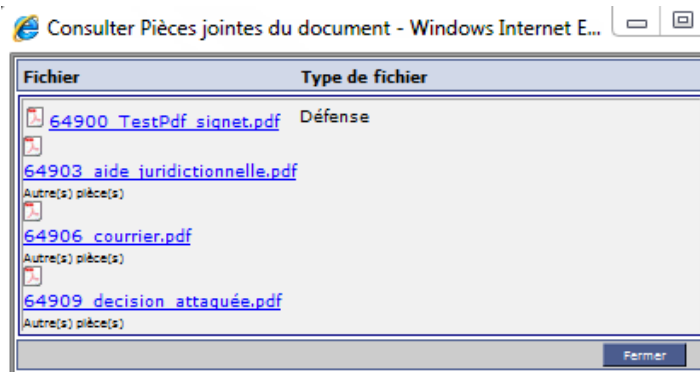 Consulter Pièces jointes du document - Windows Internet E...
Fichier Type de fichier
64900_TestPdf_signet.pdf Défense
64903_aide_juridictionnelle.pdf
Autre(s) pièce(s)
64906_courrier.pdf
Autre(s) pièce(s)
64909_decision_attaquée.pdf
Autre(s) pièce(s)
Fermer